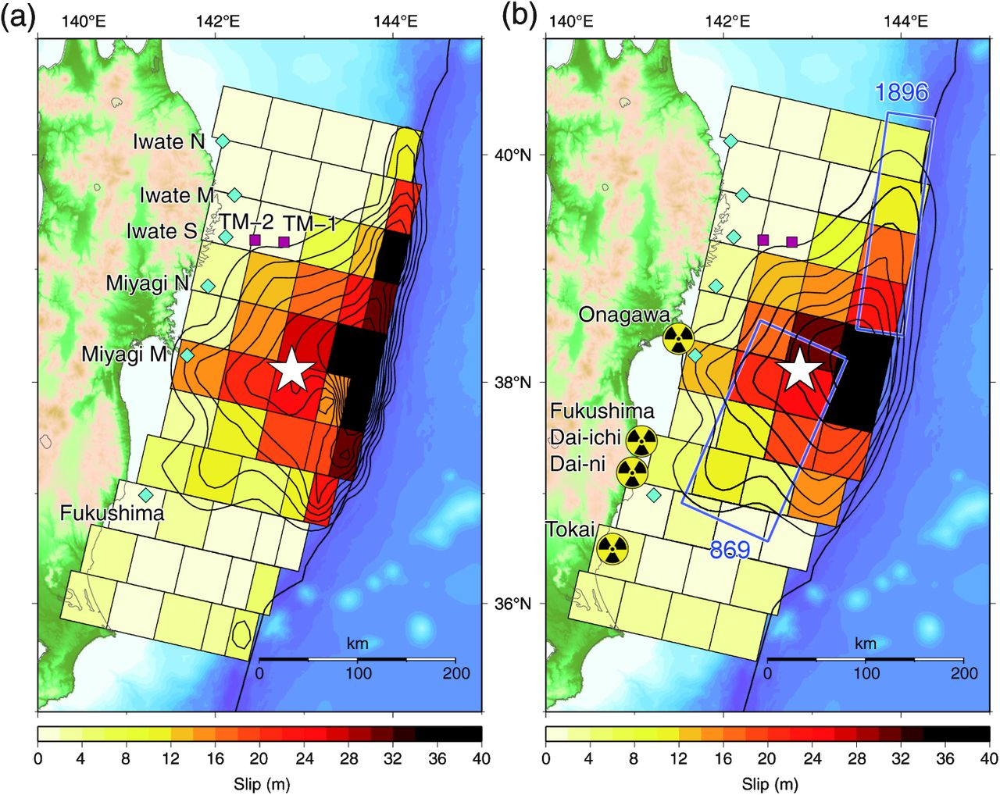 (a)
140°E 142°E 144°E
Iwate N
Iwate M
TM−2 TM−1
Iwate S
Miyagi N
Miyagi M
Fukushima
km
0 100 200
0 4 8 12 16 20 24 28 32 36 40
Slip (m)
40°N
38°N
36°N
(b)
140°E 142°E 144°E
1896
Onagawa
Fukushima
Dai-ichi
Dai-ni
Tokai
869
km
0 100 200
0 4 8 12 16 20 24 28 32 36 40
Slip (m)